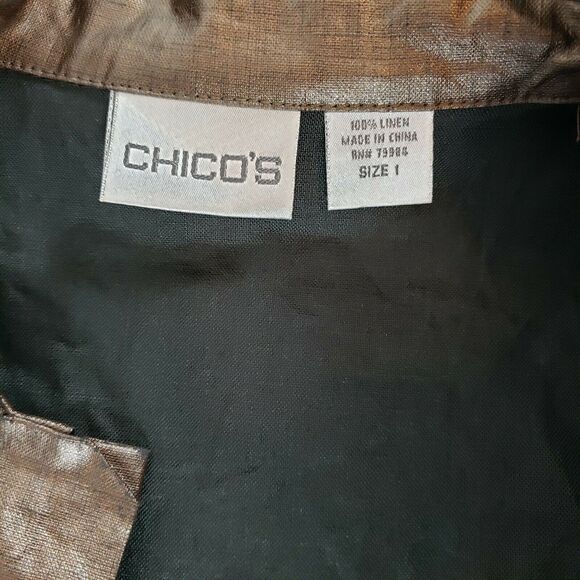 CHICO'S
100% LINEN
MADE IN CHINA
RN# 79984
SIZE 1